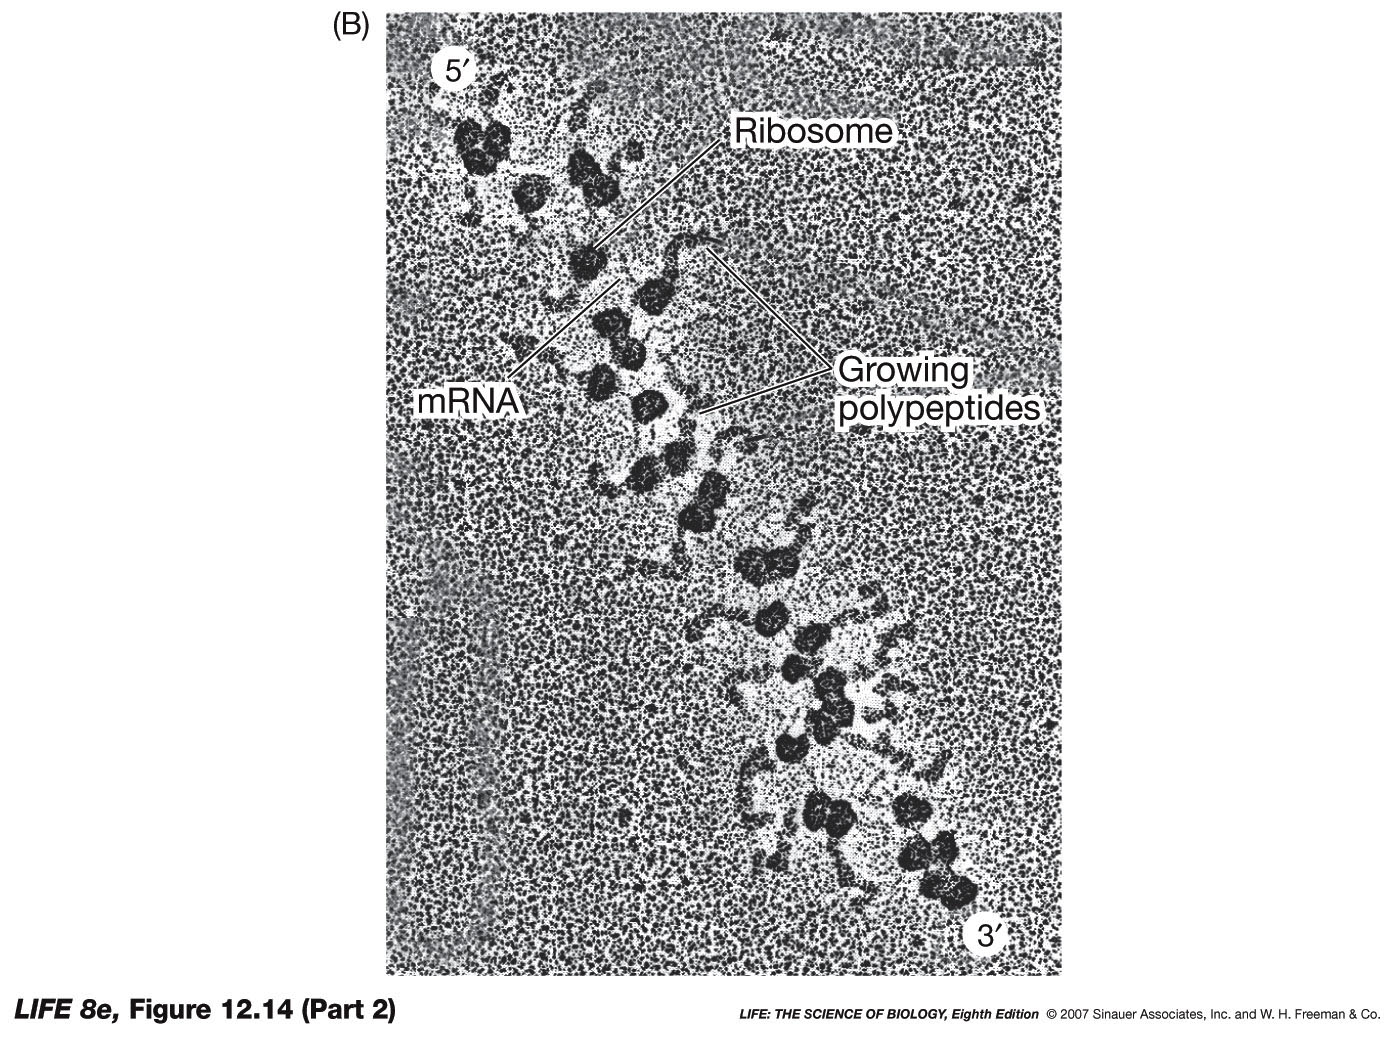 (B)
5′
Ribosome
mRNA
Growing
polypeptides
3′
LIFE 8e, Figure 12.14 (Part 2)
LIFE: THE SCIENCE OF BIOLOGY, Eighth Edition © 2007 Sinauer Associates, Inc. and W. H. Freeman & Co.